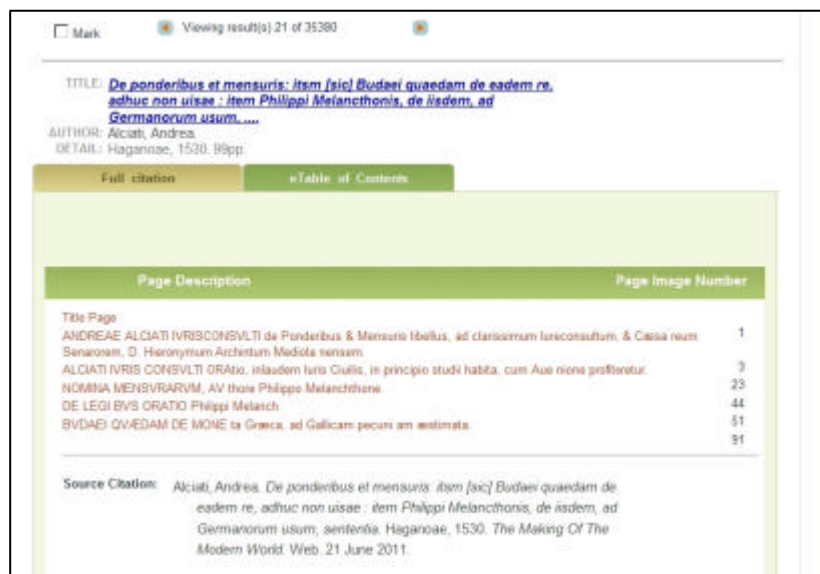 Mark Viewing result(s) 21 of 35380
TITLE: De ponderibus et mensuris: itsm [sic] Budaei quaedam de eadem re,
adhuc non uisae : item Philippi Melancthonis, de iisdem, ad
Germanorum usum, ....
AUTHOR: Alciati, Andrea.
DETAIL: Haganoae, 1530. 99pp.
Full citation eTable of Contents
Page Description Page Image Number
Title Page
ANDREAE ALCIATI IVRISCONSVLTI de Ponderibus & Mensuris libellus, ad clarissimum Iureconsultum, & Cæsa reum 1
Senarorem, D. Hieronymum Archintum Mediola nensem.
ALCIATI IVRIS CONSVLTI ORAtio, inlaudem Iuris Ciuilis, in principio studii habita, cum Aue nione profiteretur. 3
NOMINA MENSVRARVM, AV thore Philippo Melanchthone. 23
DE LEGI BVS ORATIO Philippi Melanch. 44
BVDAEI QVÆDAM DE MONE ta Græca, ad Gallicam pecuni am æstimata. 51
91
Source Citation: Alciati, Andrea. De ponderibus et mensuris: itsm [sic] Budaei quaedam de
eadem re, adhuc non uisae : item Philippi Melancthonis, de iisdem, ad
Germanorum usum, sententia. Haganoae, 1530. The Making Of The
Modern World. Web. 21 June 2011.